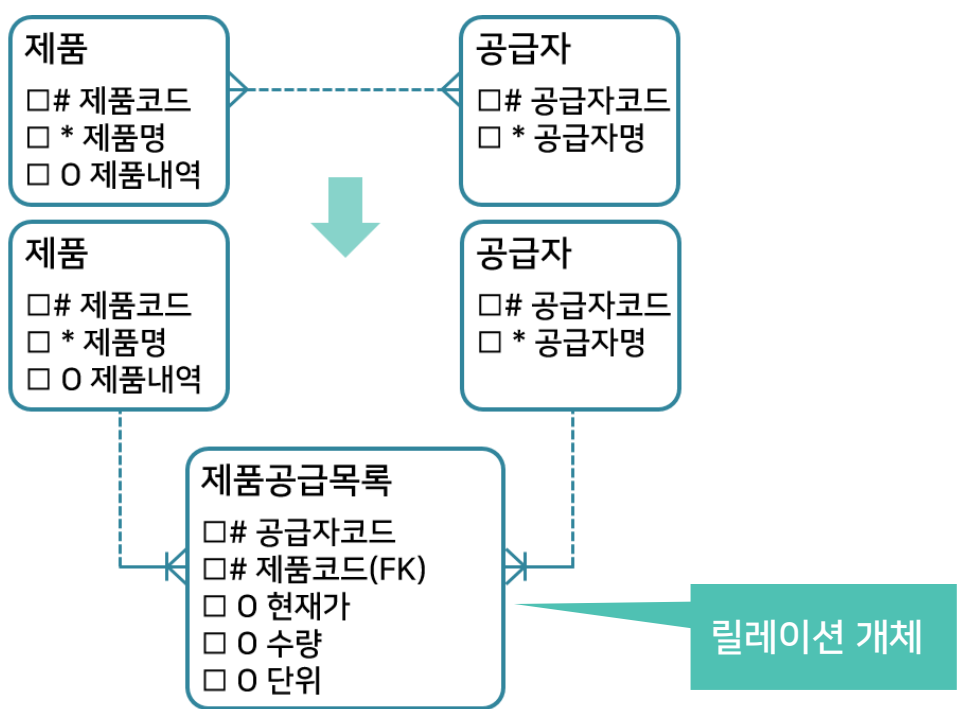 제품
□# 제품코드
□ * 제품명
□ O 제품내역
공급자
□# 공급자코드
□ * 공급자명
제품
□# 제품코드
□ * 제품명
□ O 제품내역
공급자
□# 공급자코드
□ * 공급자명
제품공급목록
□# 공급자코드
□# 제품코드(FK)
□ O 현재가
□ O 수량
□ O 단위
릴레이션 개체